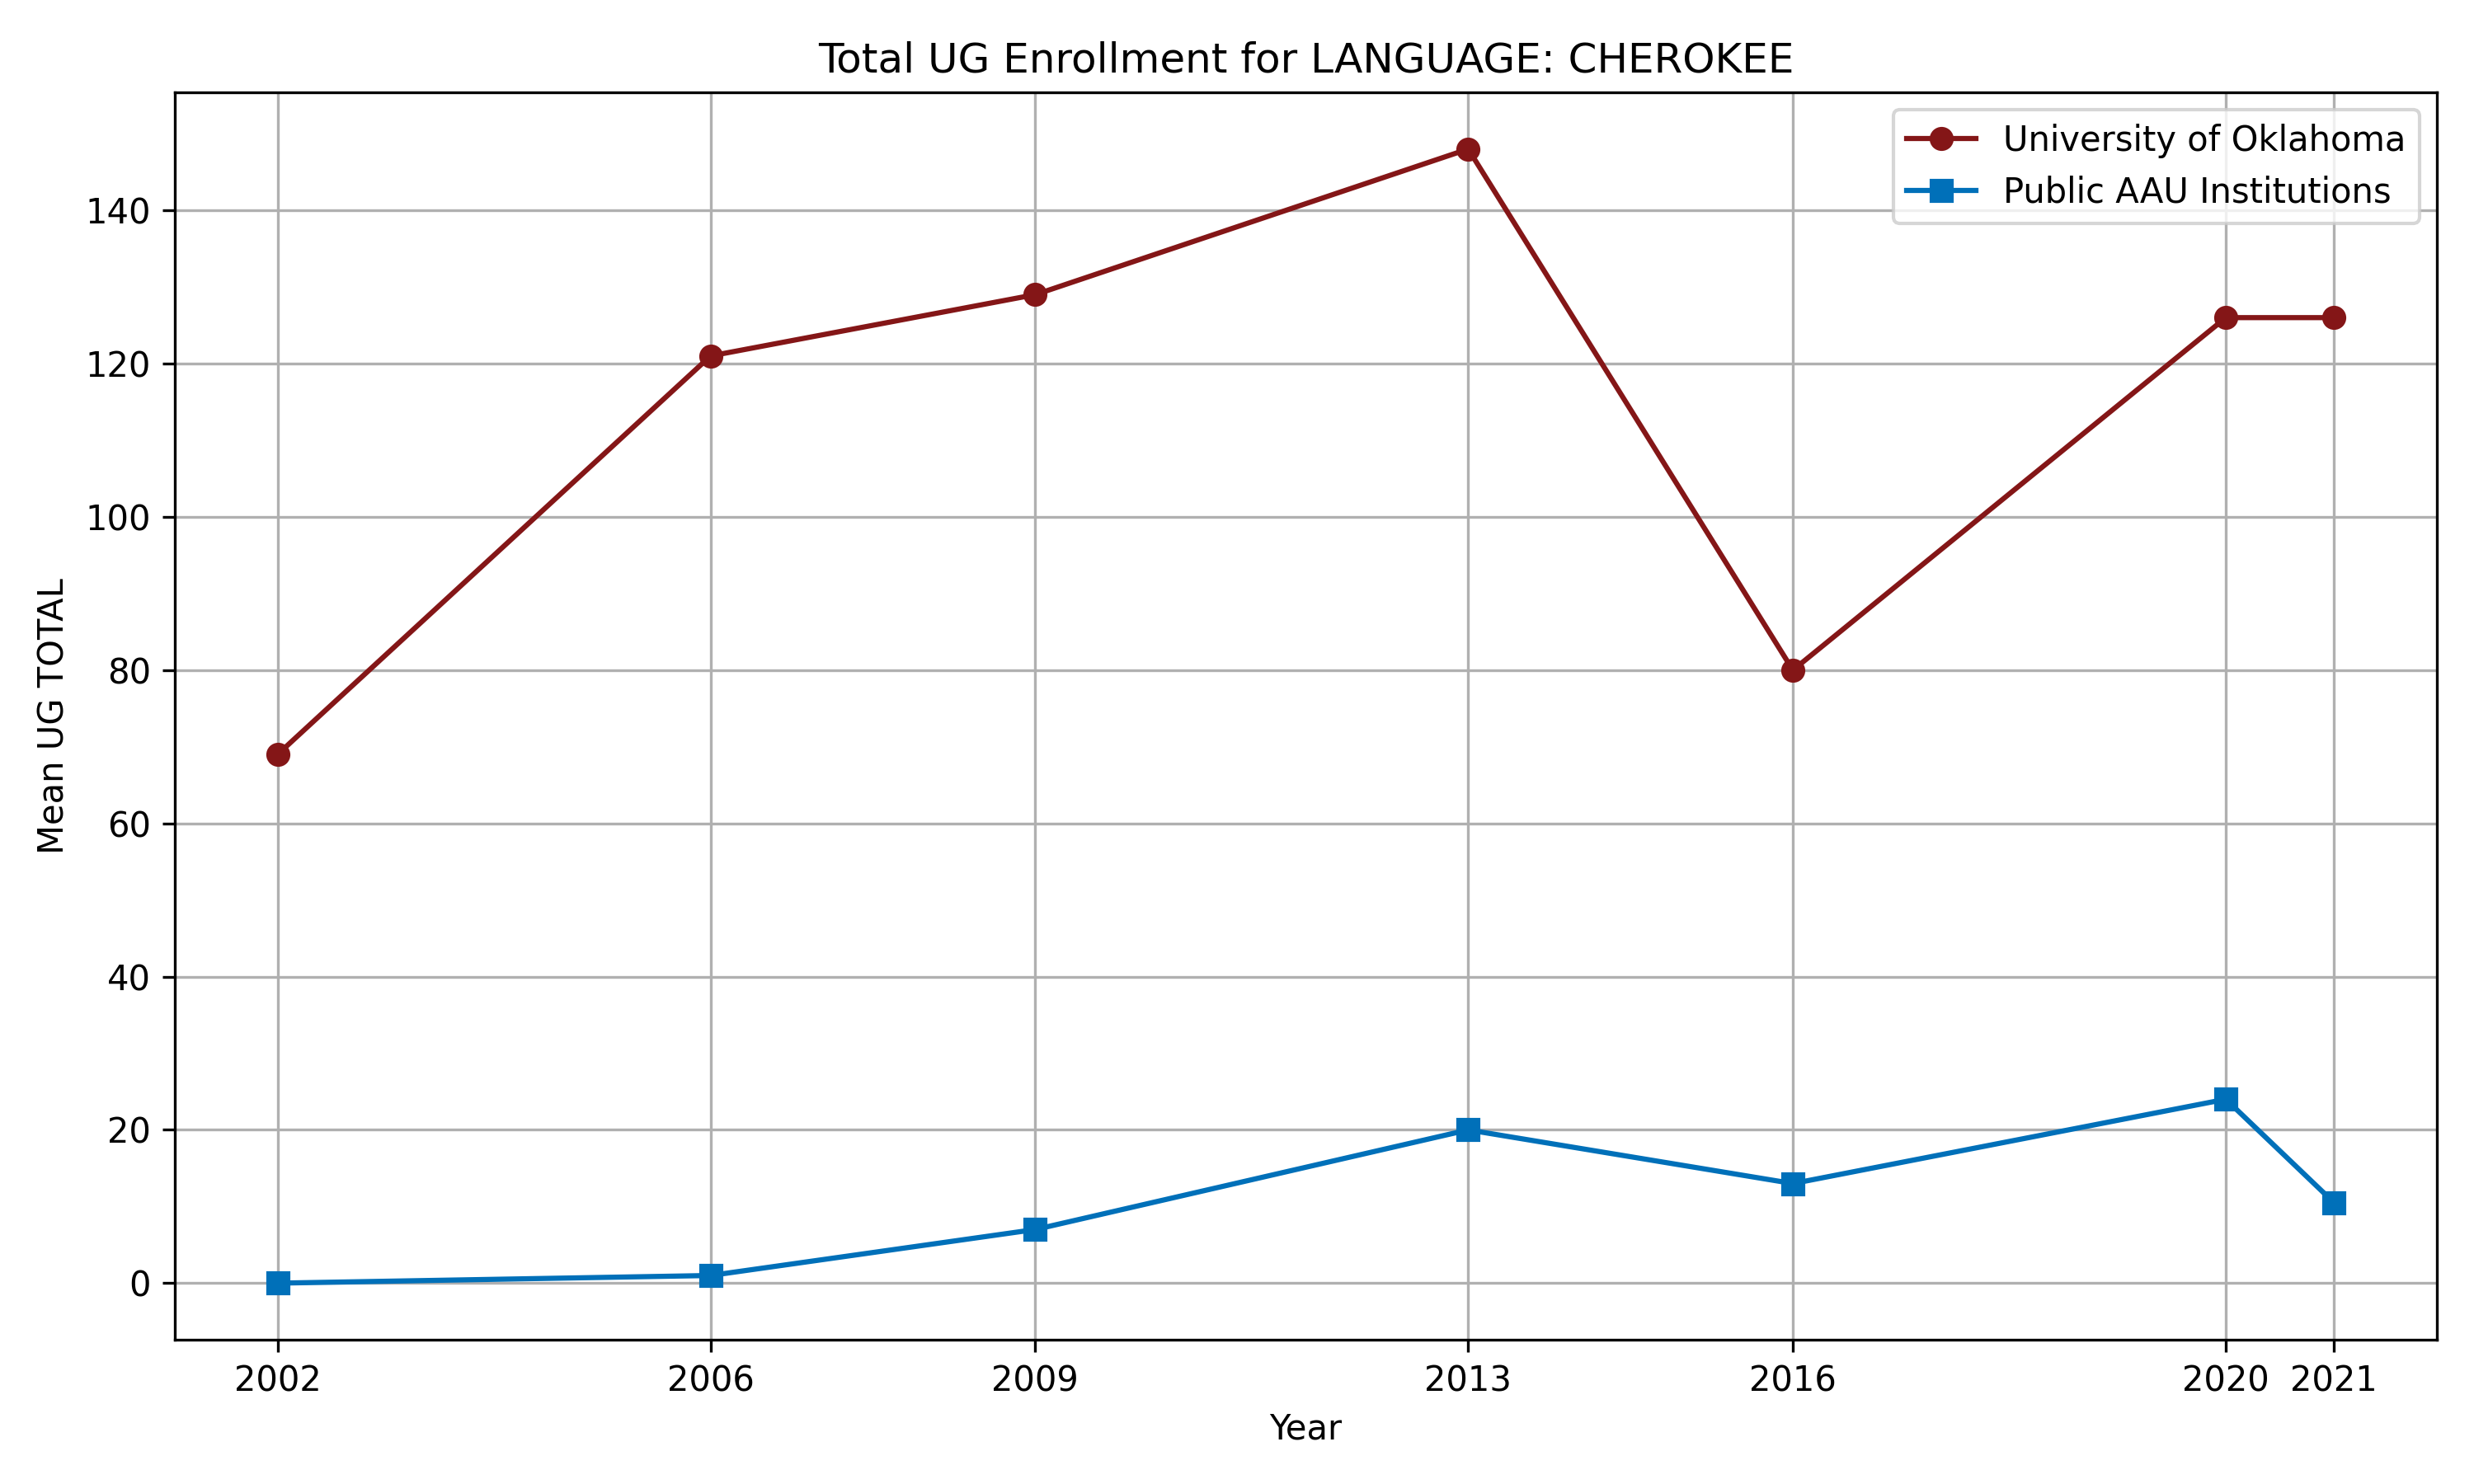 Total UG Enrollment for LANGUAGE: CHEROKEE
University of Oklahoma
Public AAU Institutions
Mean UG TOTAL
140
120
100
80
60
40
20
0
2002 2006 2009 2013 2016 2020 2021
Year